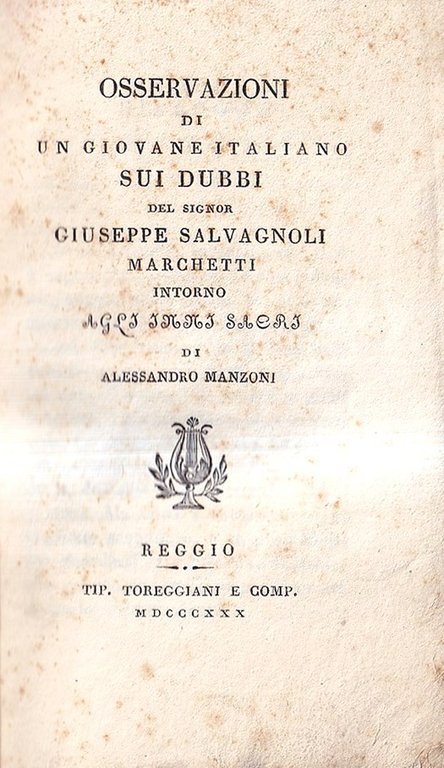 OSSERVAZIONI
DI
UN GIOVANE ITALIANO
SUI DUBBI
DEL SIGNOR
GIUSEPPE SALVAGNOLI
MARCHETTI
INTORNO
AGLI INNI SACRI
DI
ALESSANDRO MANZONI
REGGIO
TIP. TOREGGIANI E COMP.
MDCCCXXX